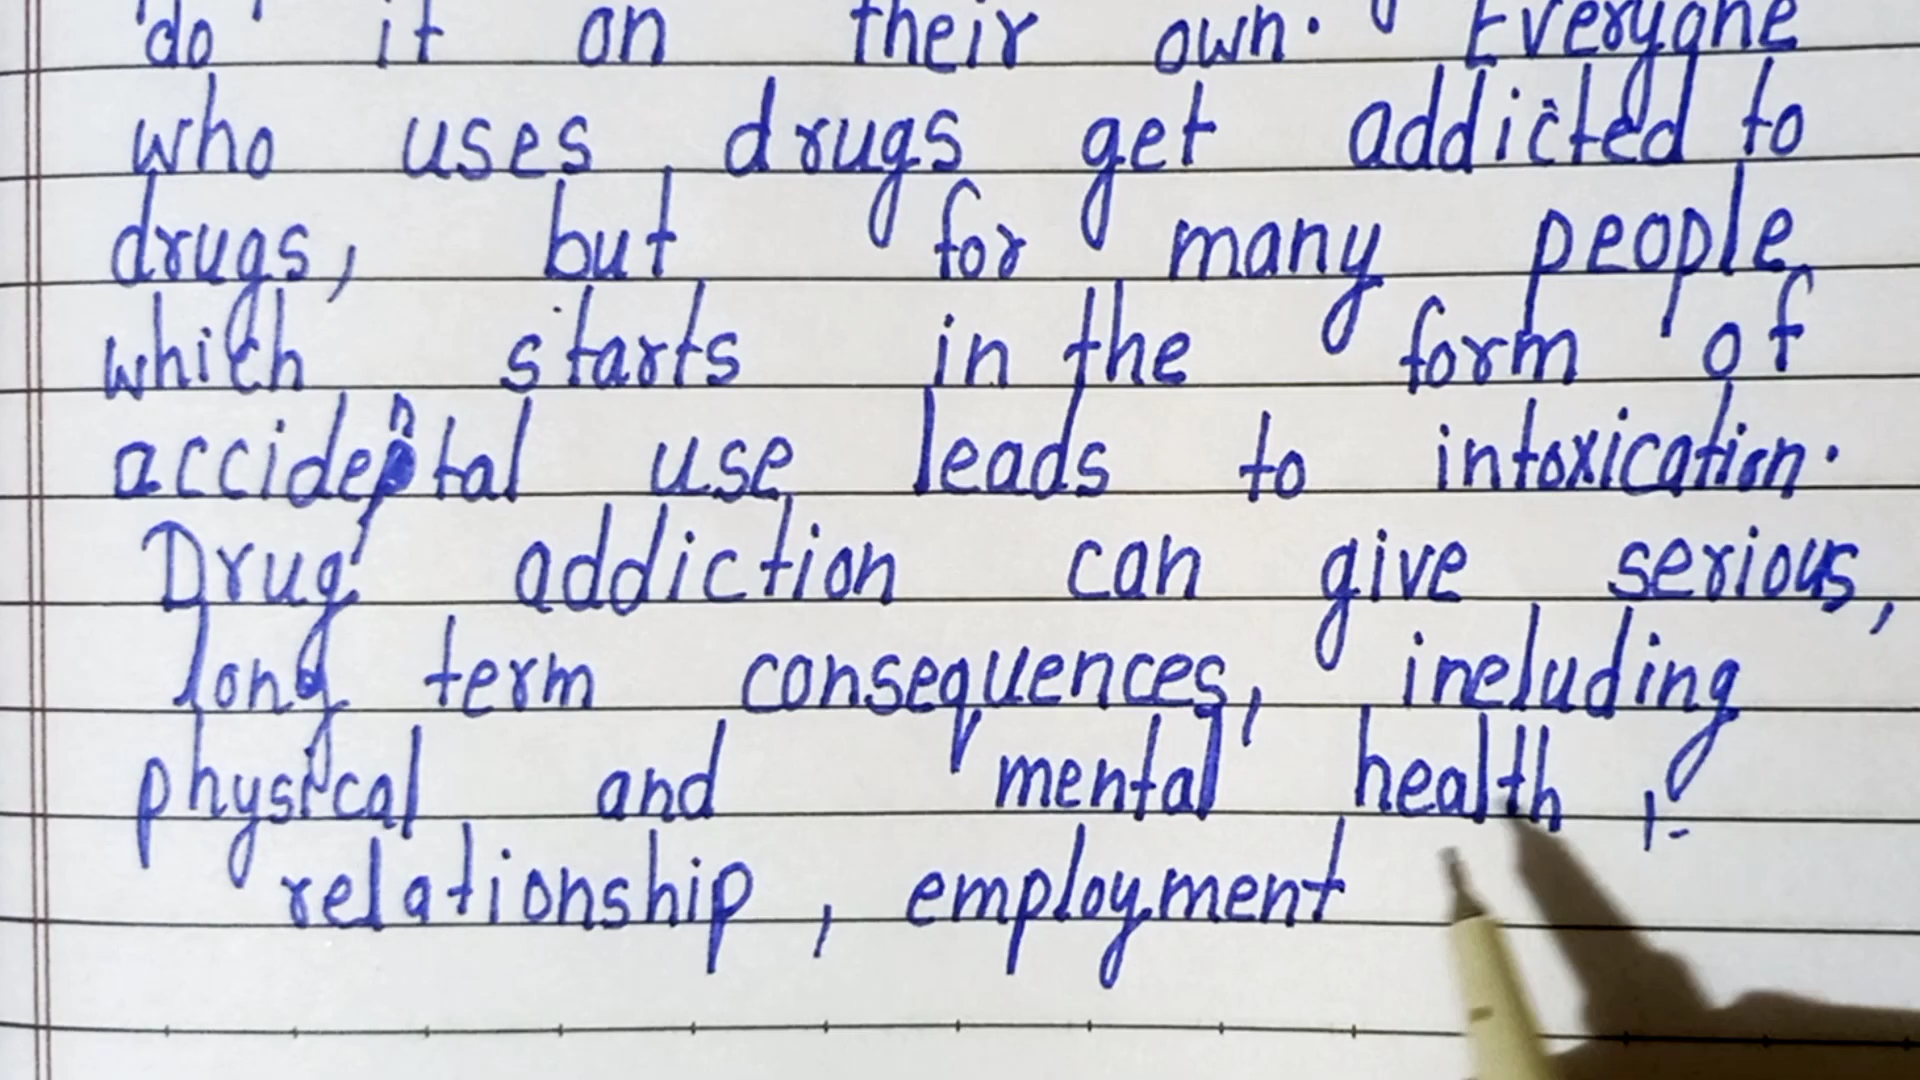 do it on their own. Everyone
who uses drugs get addicted to
drugs, but for many people
which starts in the form of
accidental use leads to intoxication.
Drug addiction can give serious,
long term consequences, including
physical and mental health,
relationship, employment